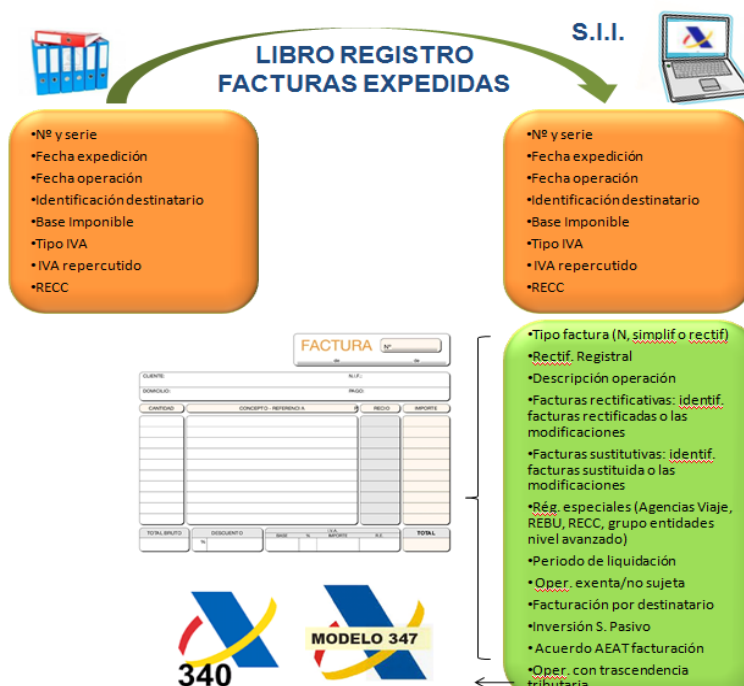 S.I.I.
LIBRO REGISTRO
FACTURAS EXPEDIDAS
•Nº y serie
•Fecha expedición
•Fecha operación
•Identificación destinatario
•Base Imponible
•Tipo IVA
•IVA repercutido
•RECC
•Nº y serie
•Fecha expedición
•Fecha operación
•Identificación destinatario
•Base Imponible
•Tipo IVA
•IVA repercutido
•RECC
FACTURA Nº
de de
CLIENTE: N.I.F.:
DOMICILIO: PAGO:
CANTIDAD CONCEPTO - REFERENCIA P RECIO IMPORTE
TOTAL BRUTO DESCUENTO I.V.A. TOTAL
% BASE % IMPORTE R.E.
•Tipo factura (N, simplif o rectif)
•Rectif. Registral
•Descripción operación
•Facturas rectificativas: identif.
facturas rectificadas o las
modificaciones
•Facturas sustitutivas: identif.
facturas sustituida o las
modificaciones
•Rég. especiales (Agencias Viaje,
REBU, RECC, grupo entidades
nivel avanzado)
•Periodo de liquidación
•Oper. exenta/no sujeta
•Facturación por destinatario
•Inversión S. Pasivo
•Acuerdo AEAT facturación
•Oper. con trascendencia
tributaria
340
MODELO 347